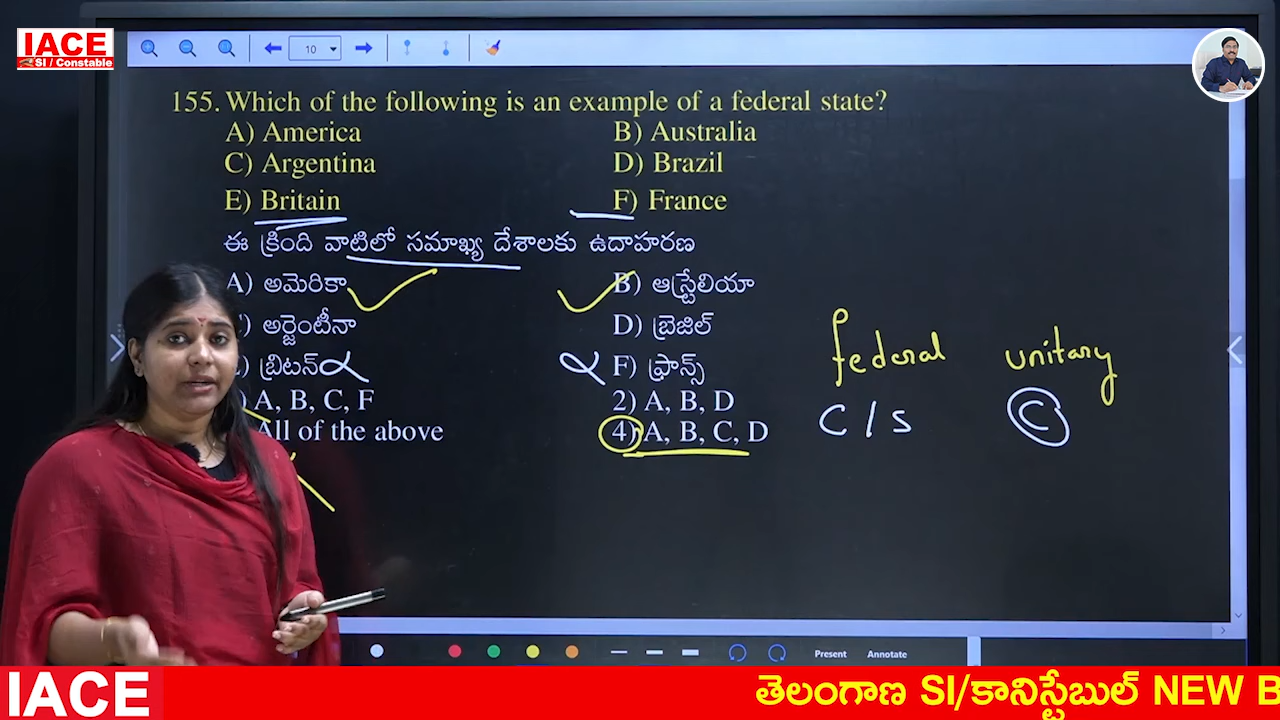 IACE
SI / Constable
10
155. Which of the following is an example of a federal state?
A) America B) Australia
C) Argentina D) Brazil
E) Britain F) France
ఈ క్రింది వాటిలో సమాఖ్య దేశాలకు ఉదాహరణ
A) అమెరికా B) ఆస్ట్రేలియా
) అర్జెంటీనా D) బ్రెజిల్
) బ్రిటన్ F) ఫ్రాన్స్
) A, B, C, F 2) A, B, D
All of the above 4) A, B, C, D
federal unitary
C / S C
Present Annotate
IACE తెలంగాణ SI/కానిస్టేబుల్ NEW B